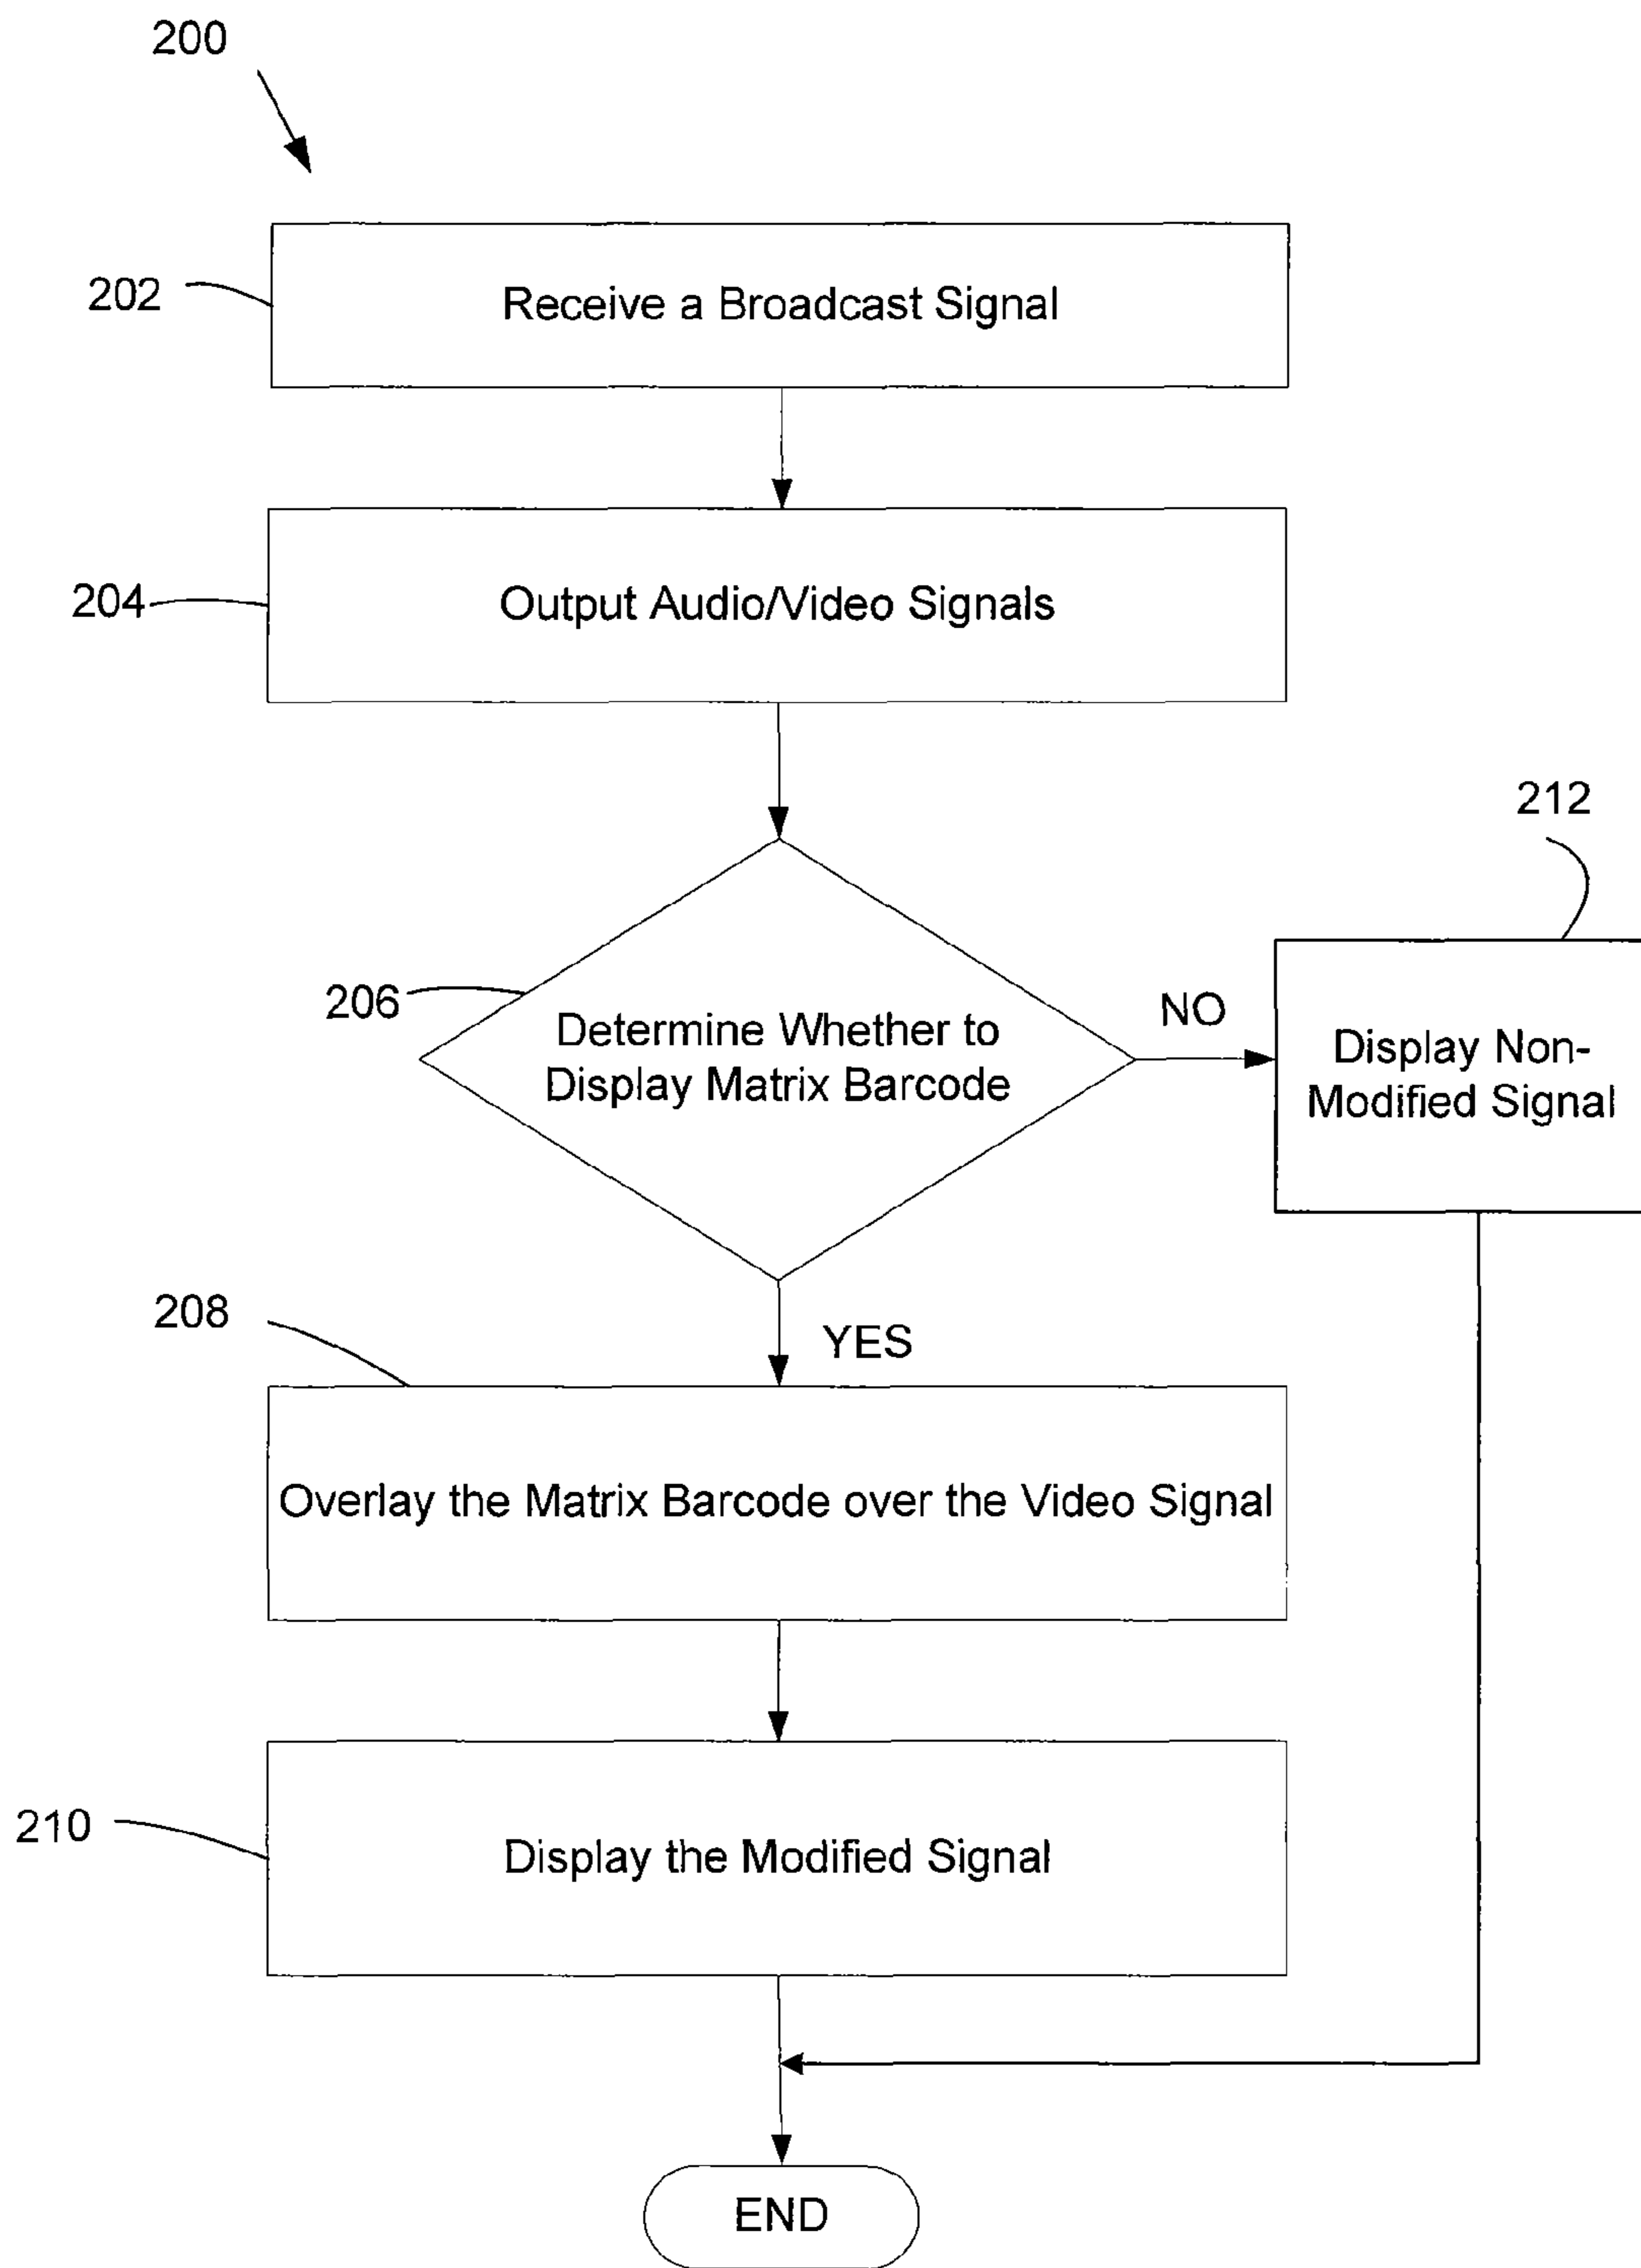 200
202
Receive a Broadcast Signal
204
Output Audio/Video Signals
212
206
Determine Whether to
Display Matrix Barcode
NO
Display Non-
Modified Signal
208
YES
Overlay the Matrix Barcode over the Video Signal
210
Display the Modified Signal
END